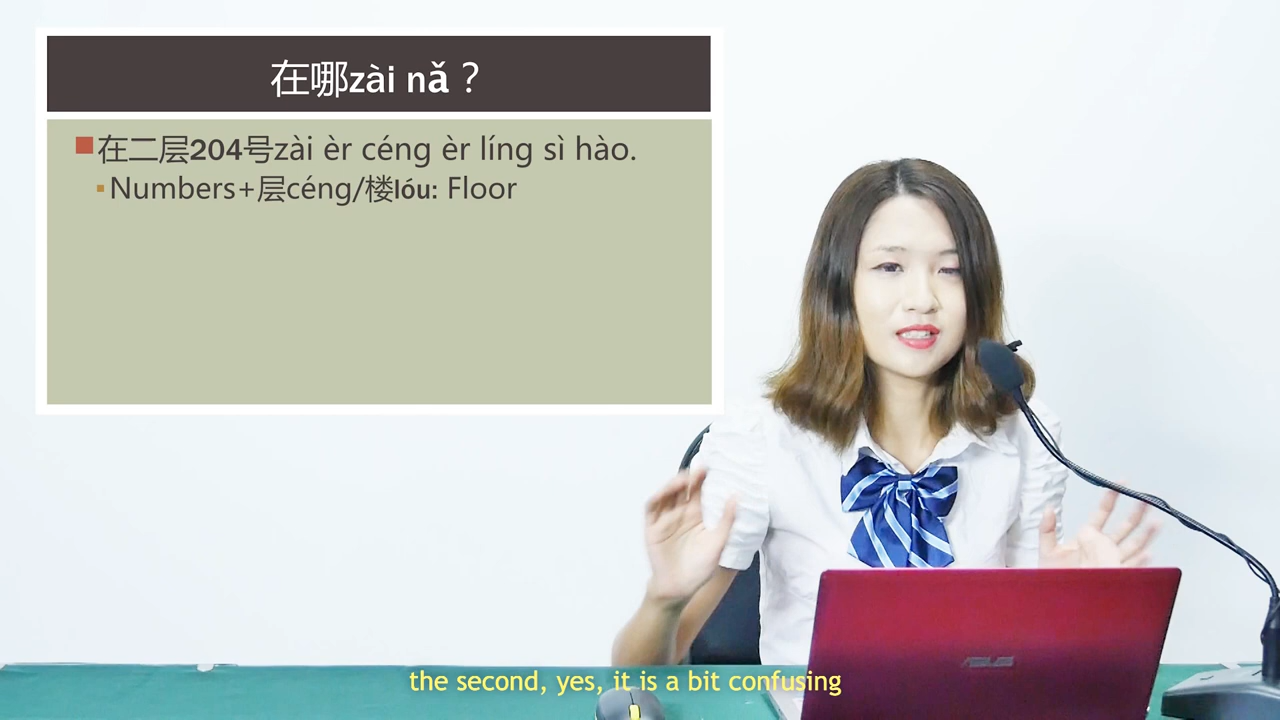 在哪zài nǎ？
在二层204号zài èr céng èr líng sì hào.
Numbers+层céng/楼lóu: Floor
ASUS
the second, yes, it is a bit confusing